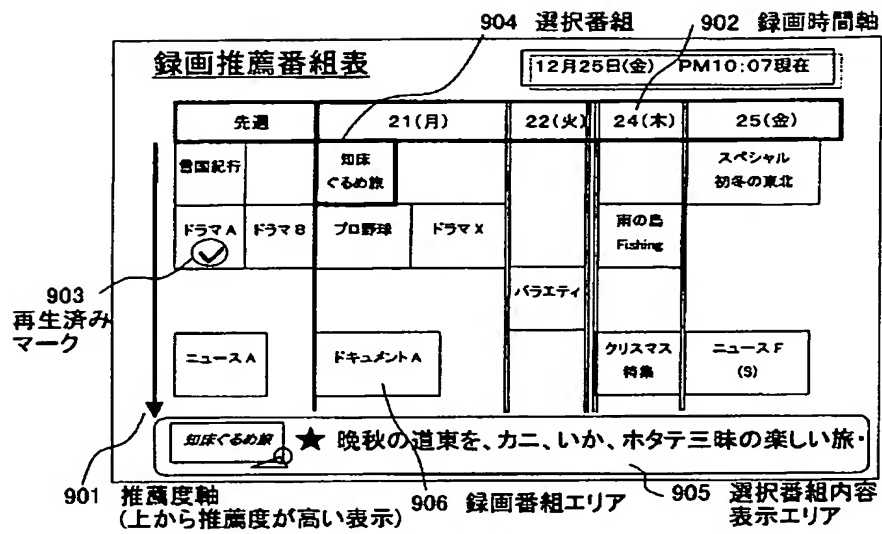 904 選択番組
902 録画時間軸
録画推薦番組表
12月25日(金) PM10:07現在
先週
21(月)
22(火)
24(木)
25(金)
雪国紀行
知床
ぐるめ旅
スペシャル
初冬の東北
ドラマ A
ドラマ B
プロ野球
ドラマ X
南の島
Fishing
903
再生済み
マーク
バラエティ
ニュース A
ドキュメント A
クリスマス
特集
ニュース F
(S)
知床ぐるめ旅
★ 晩秋の道東を、カニ、いか、ホタテ三昧の楽しい旅・
901 推薦度軸
(上から推薦度が高い表示)
906 録画番組エリア
905 選択番組内容
表示エリア